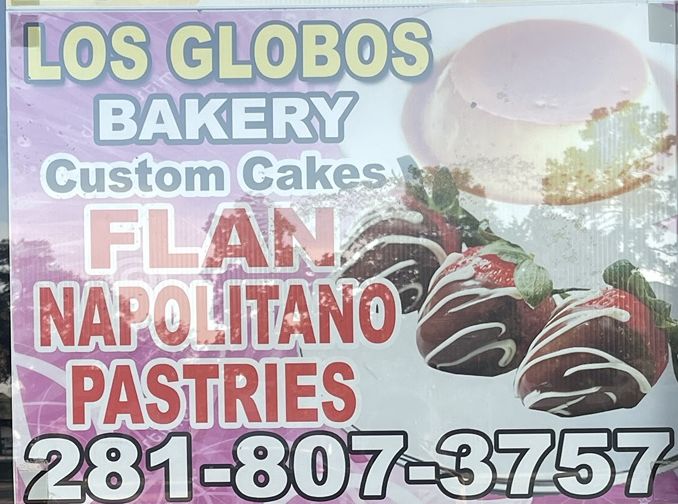 LOS GLOBOS
BAKERY
Custom Cakes
FLAN
NAPOLITANO
PASTRIES
281-807-3757